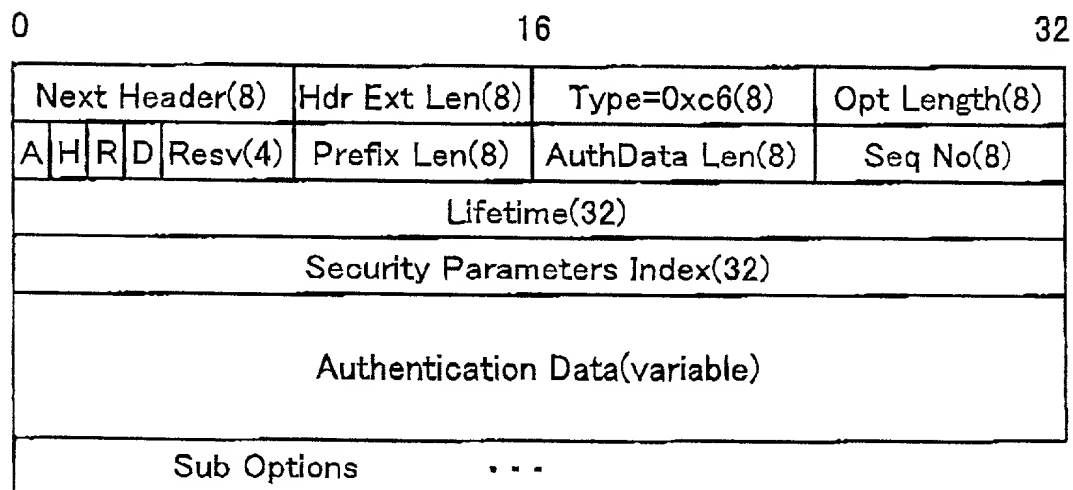 0 16 32
Next Header(8) Hdr Ext Len(8) Type=0xc6(8) Opt Length(8)
A H R D Resv(4) Prefix Len(8) AuthData Len(8) Seq No(8)
Lifetime(32)
Security Parameters Index(32)
Authentication Data(variable)
Sub Options ...